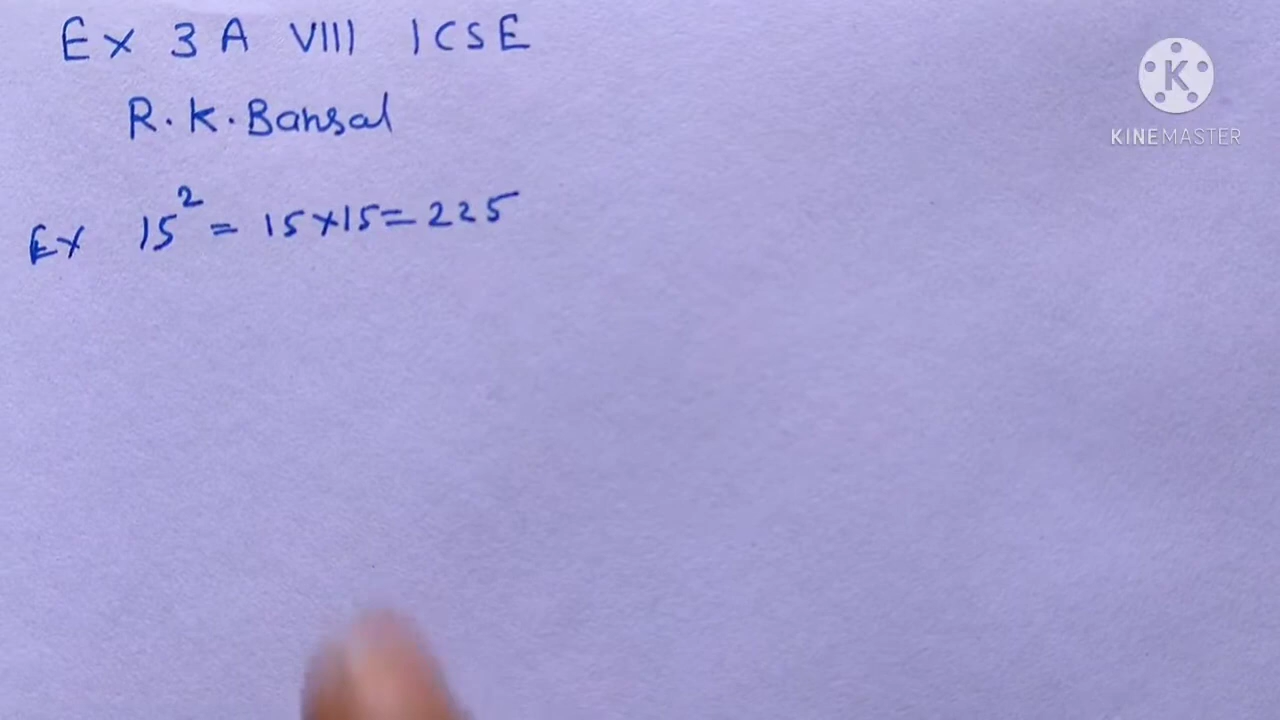 Ex 3 A VIII ICSE
R.K.Bansal
Ex 15² = 15×15=225
K
KINEMASTER